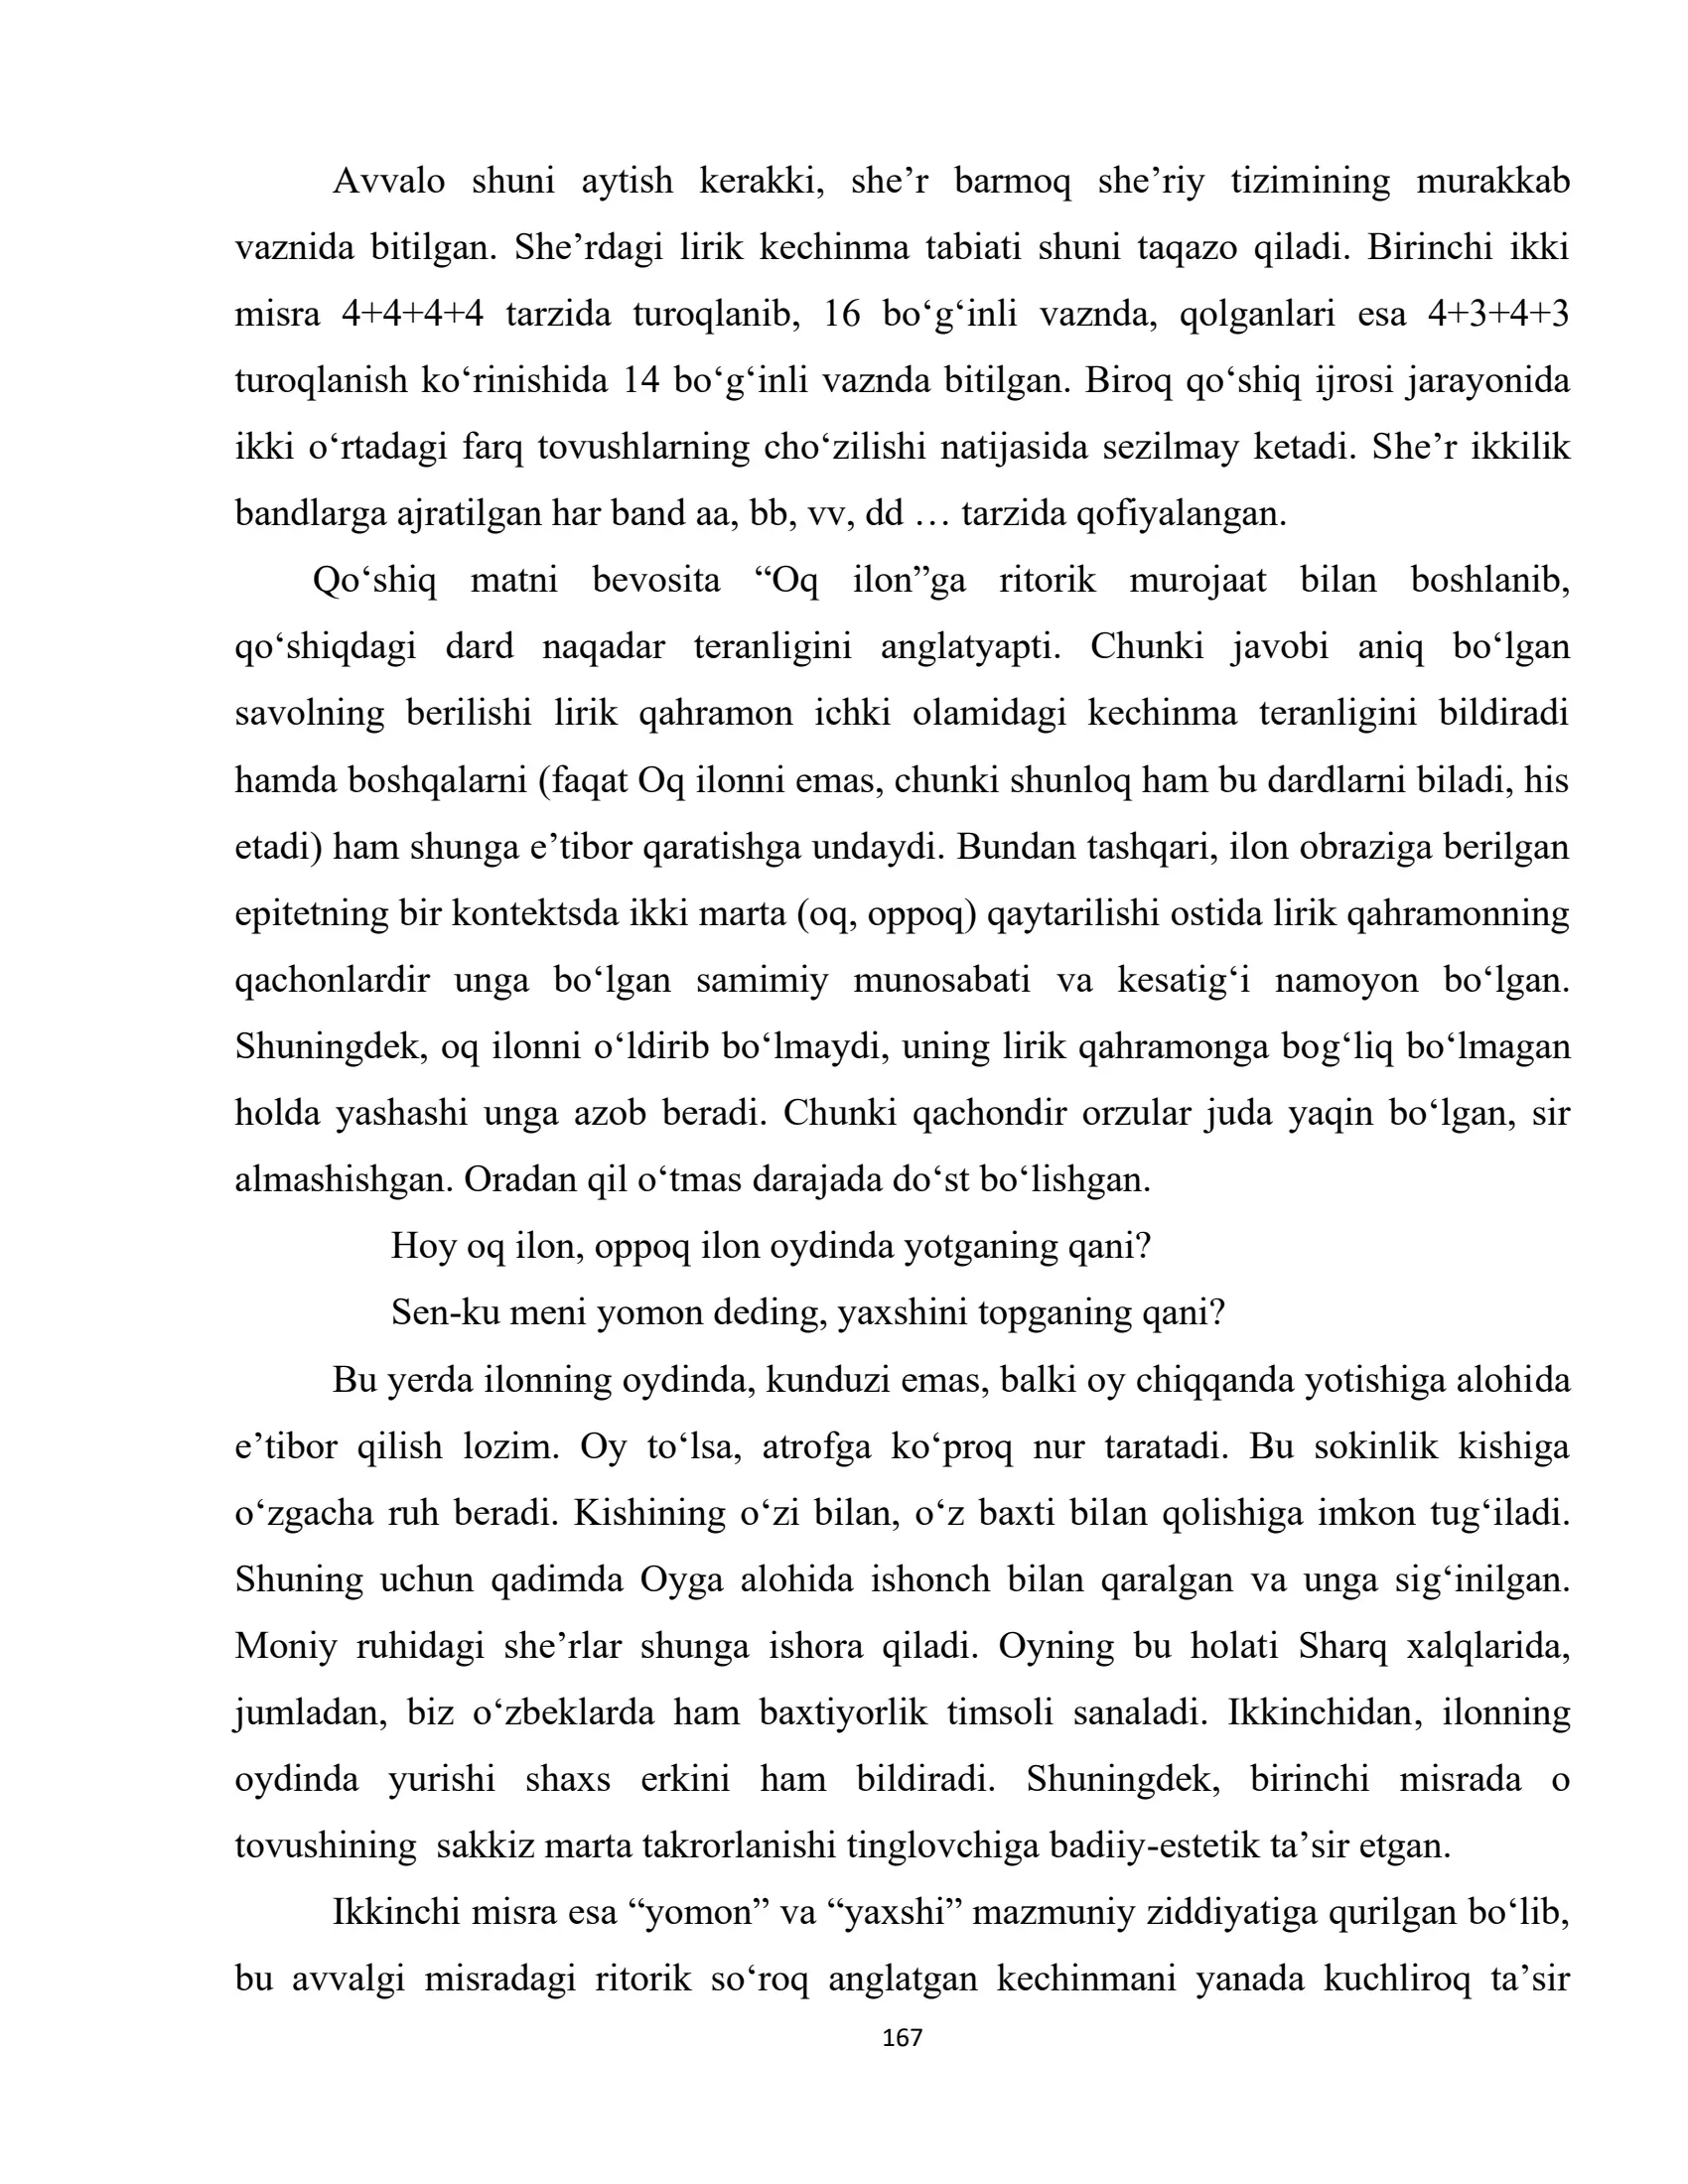 Avvalo shuni aytish kerakki, she’r barmoq she’riy tizimining murakkab
vaznida bitilgan. She’rdagi lirik kechinma tabiati shuni taqazo qiladi. Birinchi ikki
misra 4+4+4+4 tarzida turoqlanib, 16 bo‘g‘inli vaznda, qolganlari esa 4+3+4+3
turoqlanish ko‘rinishida 14 bo‘g‘inli vaznda bitilgan. Biroq qo‘shiq ijrosi jarayonida
ikki o‘rtadagi farq tovushlarning cho‘zilishi natijasida sezilmay ketadi. She’r ikkilik
bandlarga ajratilgan har band aa, bb, vv, dd … tarzida qofiyalangan.
Qo‘shiq matni bevosita “Oq ilon”ga ritorik murojaat bilan boshlanib,
qo‘shiqdagi dard naqadar teranligini anglatyapti. Chunki javobi aniq bo‘lgan
savolning berilishi lirik qahramon ichki olamidagi kechinma teranligini bildiradi
hamda boshqalarni (faqat Oq ilonni emas, chunki shunloq ham bu dardlarni biladi, his
etadi) ham shunga e’tibor qaratishga undaydi. Bundan tashqari, ilon obraziga berilgan
epitetning bir kontektsda ikki marta (oq, oppoq) qaytarilishi ostida lirik qahramonning
qachonlardir unga bo‘lgan samimiy munosabati va kesatig‘i namoyon bo‘lgan.
Shuningdek, oq ilonni o‘ldirib bo‘lmaydi, uning lirik qahramonga bog‘liq bo‘lmagan
holda yashashi unga azob beradi. Chunki qachondir orzular juda yaqin bo‘lgan, sir
almashishgan. Oradan qil o‘tmas darajada do‘st bo‘lishgan.
Hoy oq ilon, oppoq ilon oydinda yotganing qani?
Sen-ku meni yomon deding, yaxshini topganing qani?
Bu yerda ilonning oydinda, kunduzi emas, balki oy chiqqanda yotishiga alohida
e’tibor qilish lozim. Oy to‘lsa, atrofga ko‘proq nur taratadi. Bu sokinlik kishiga
o‘zgacha ruh beradi. Kishining o‘zi bilan, o‘z baxti bilan qolishiga imkon tug‘iladi.
Shuning uchun qadimda Oyga alohida ishonch bilan qaralgan va unga sig‘inilgan.
Moniy ruhidagi she’rlar shunga ishora qiladi. Oyning bu holati Sharq xalqlarida,
jumladan, biz o‘zbeklarda ham baxtiyorlik timsoli sanaladi. Ikkinchidan, ilonning
oydinda yurishi shaxs erkini ham bildiradi. Shuningdek, birinchi misrada o
tovushining  sakkiz marta takrorlanishi tinglovchiga badiiy-estetik ta’sir etgan.
Ikkinchi misra esa “yomon” va “yaxshi” mazmuniy ziddiyatiga qurilgan bo‘lib,
bu avvalgi misradagi ritorik so‘roq anglatgan kechinmani yanada kuchliroq ta’sir
167